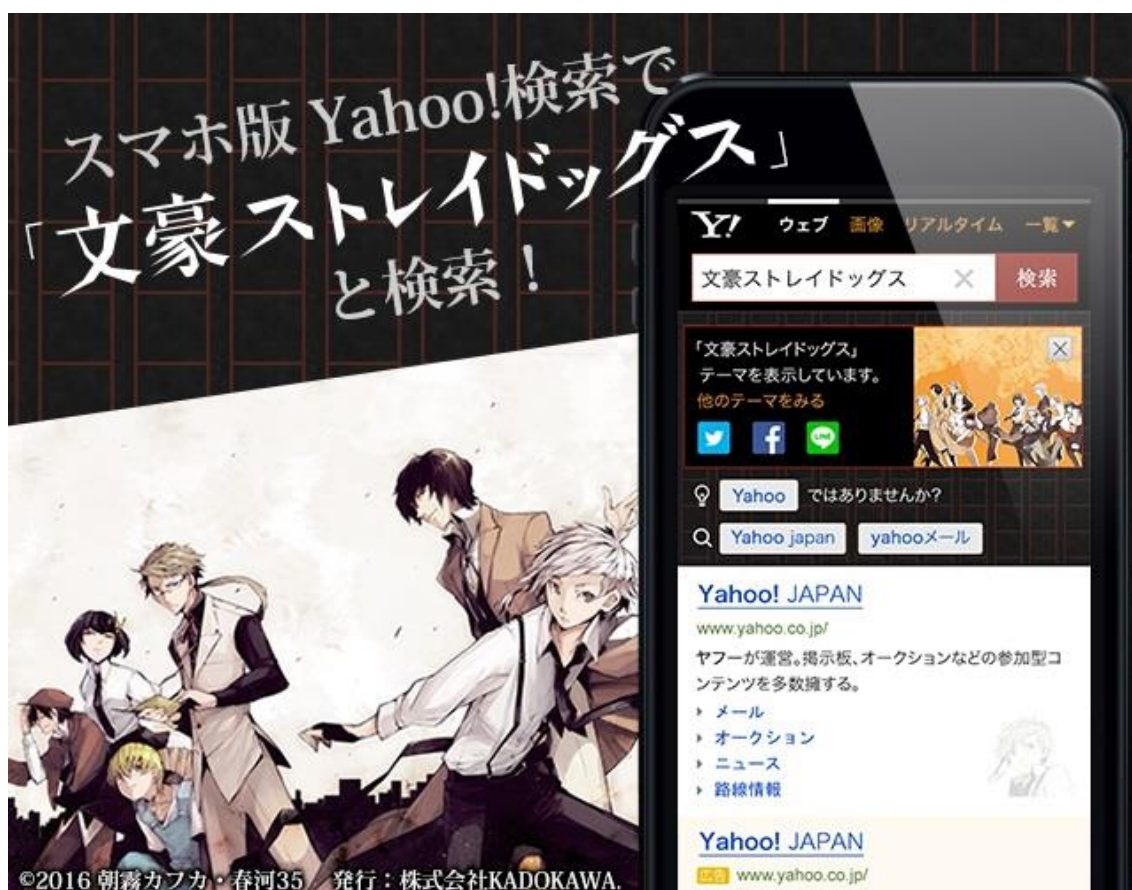 スマホ版 Yahoo!検索で
「文豪ストレイドッグス」
と検索！
Y! ウェブ 画像 リアルタイム 一覧▼
文豪ストレイドッグス × 検索
「文豪ストレイドッグス」
テーマを表示しています。
他のテーマをみる
LINE
Yahoo ではありませんか?
Yahoo japan yahooメール
Yahoo! JAPAN
www.yahoo.co.jp/
ヤフーが運営。掲示板、オークションなどの参加型コ
ンテンツを多数擁する。
メール
オークション
ニュース
路線情報
Yahoo! JAPAN
広告 www.yahoo.co.jp/
©2016 朝霧カフカ・春河35／発行：株式会社KADOKAWA.